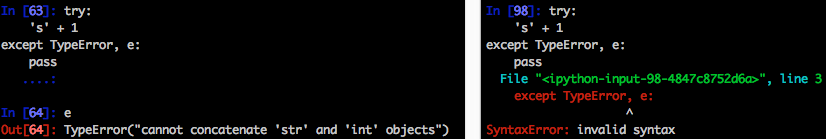 In [63]: try:
    's' + 1
except TypeError, e:
    pass
   ....:
In [64]: e
Out[64]: TypeError("cannot concatenate 'str' and 'int' objects")
In [98]: try:
    's' + 1
except TypeError, e:
    pass
  File "<ipython-input-98-4847c8752d6a>", line 3
    except TypeError, e:
                    ^
SyntaxError: invalid syntax